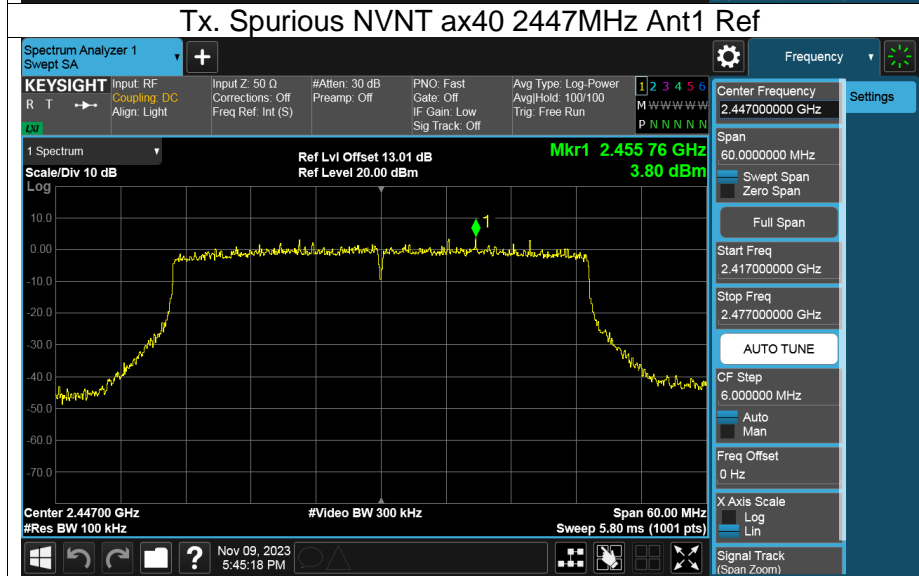 Tx. Spurious NVNT ax40 2447MHz Ant1 Ref
Spectrum Analyzer 1
Swept SA
Frequency
KEYSIGHT
R T
LXI
Input: RF
Coupling: DC
Align: Light
Input Z: 50 Ω
Corrections: Off
Freq Ref: Int (S)
#Atten: 30 dB
Preamp: Off
PNO: Fast
Gate: Off
IF Gain: Low
Sig Track: Off
Avg Type: Log-Power
Avg|Hold: 100/100
Trig: Free Run
1 2 3 4 5 6
M W W W W W
P N N N N N
1 Spectrum
Scale/Div 10 dB
Ref Lvl Offset 13.01 dB
Ref Level 20.00 dBm
Mkr1 2.455 76 GHz
3.80 dBm
Log
10.0
0.00
-10.0
-20.0
-30.0
-40.0
-50.0
-60.0
-70.0
1
Center 2.44700 GHz
#Res BW 100 kHz
#Video BW 300 kHz
Span 60.00 MHz
Sweep 5.80 ms (1001 pts)
?
Nov 09, 2023
5:45:18 PM
Center Frequency
2.447000000 GHz
Span
60.0000000 MHz
Swept Span
Zero Span
Full Span
Start Freq
2.417000000 GHz
Stop Freq
2.477000000 GHz
AUTO TUNE
CF Step
6.000000 MHz
Auto
Man
Freq Offset
0 Hz
X Axis Scale
Log
Lin
Signal Track
(Span Zoom)
Settings